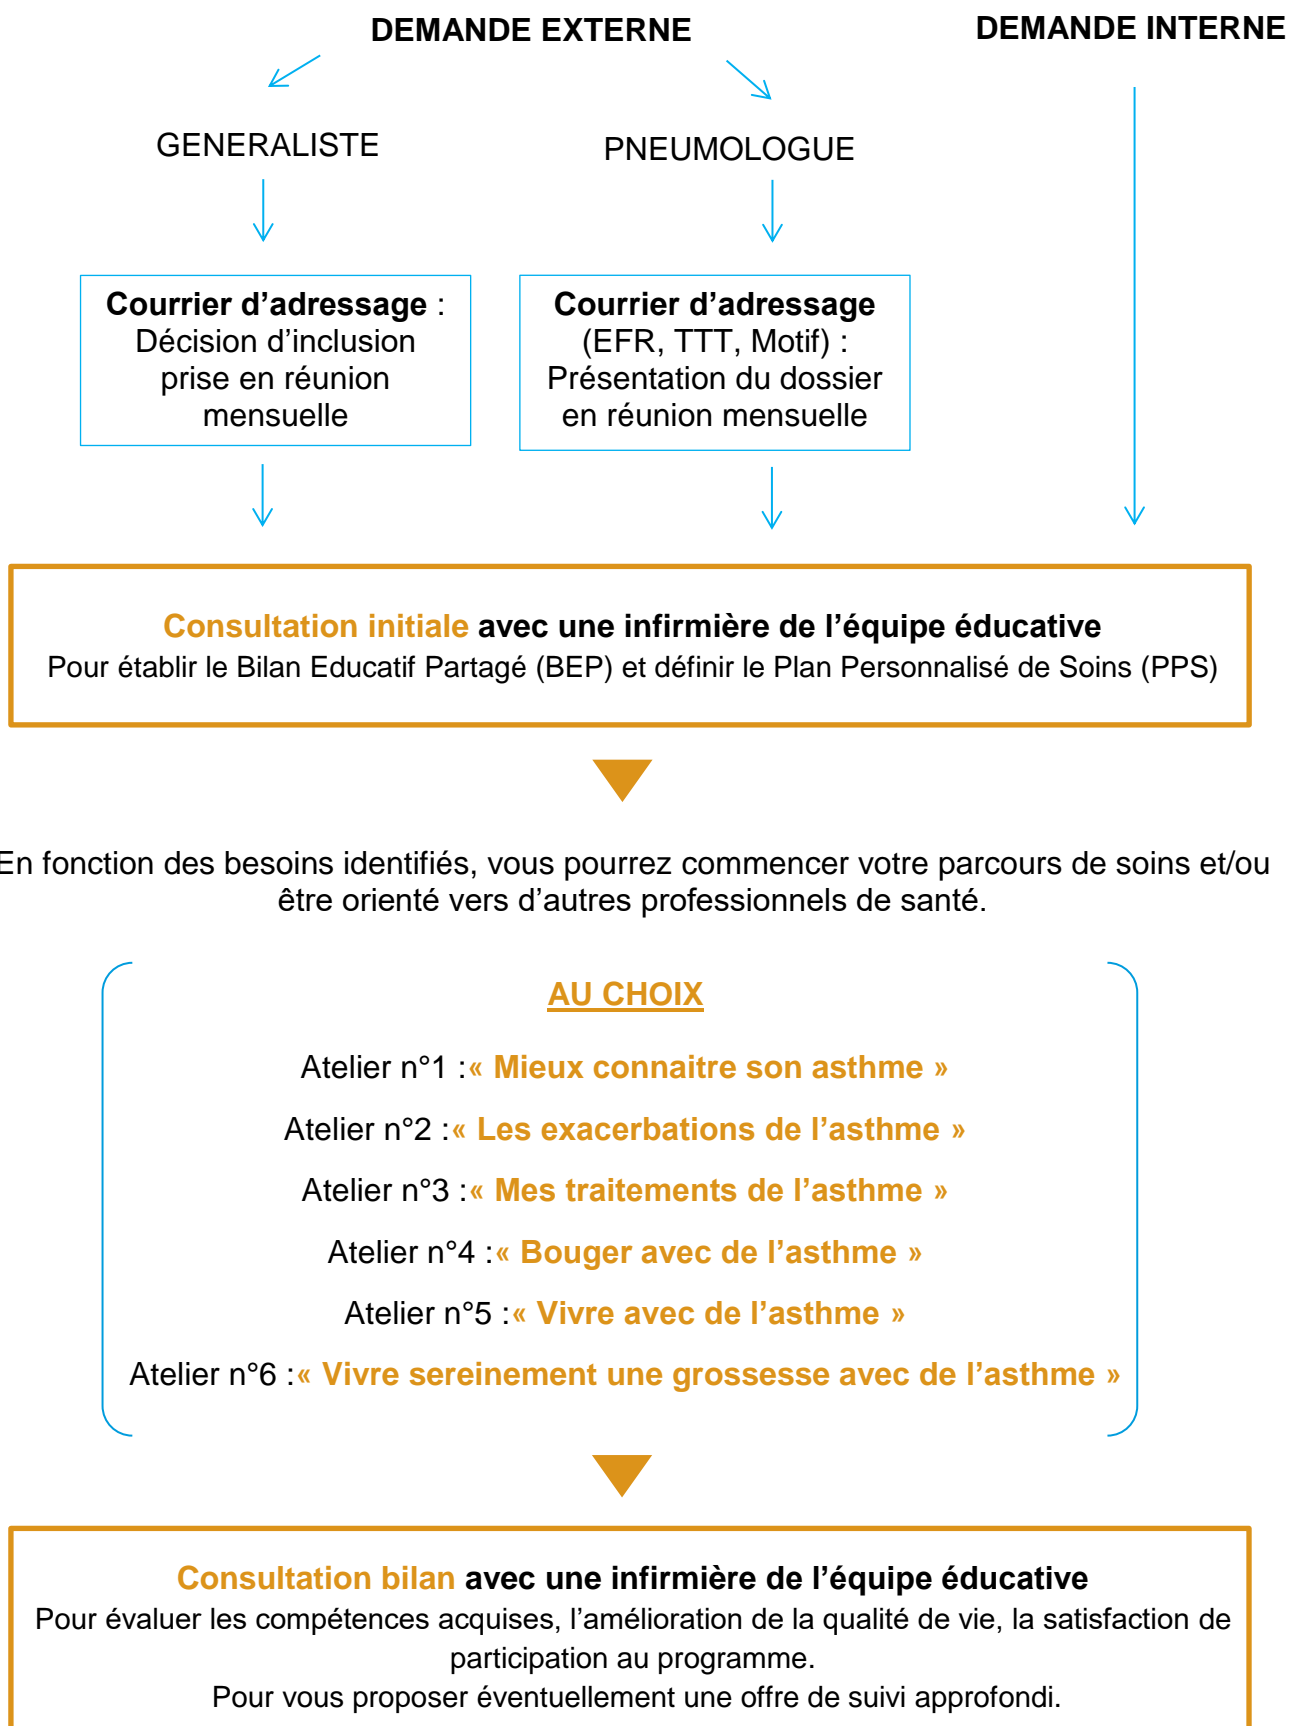 DEMANDE EXTERNE
DEMANDE INTERNE
GENERALISTE
PNEUMOLOGUE
Courrier d’adressage :
Décision d’inclusion
prise en réunion
mensuelle
Courrier d’adressage
(EFR, TTT, Motif) :
Présentation du dossier
en réunion mensuelle
Consultation initiale avec une infirmière de l’équipe éducative
Pour établir le Bilan Educatif Partagé (BEP) et définir le Plan Personnalisé de Soins (PPS)
En fonction des besoins identifiés, vous pourrez commencer votre parcours de soins et/ou
être orienté vers d’autres professionnels de santé.
AU CHOIX
Atelier n°1 :« Mieux connaitre son asthme »
Atelier n°2 :« Les exacerbations de l’asthme »
Atelier n°3 :« Mes traitements de l’asthme »
Atelier n°4 :« Bouger avec de l’asthme »
Atelier n°5 :« Vivre avec de l’asthme »
Atelier n°6 :« Vivre sereinement une grossesse avec de l’asthme »
Consultation bilan avec une infirmière de l’équipe éducative
Pour évaluer les compétences acquises, l’amélioration de la qualité de vie, la satisfaction de
participation au programme.
Pour vous proposer éventuellement une offre de suivi approfondi.